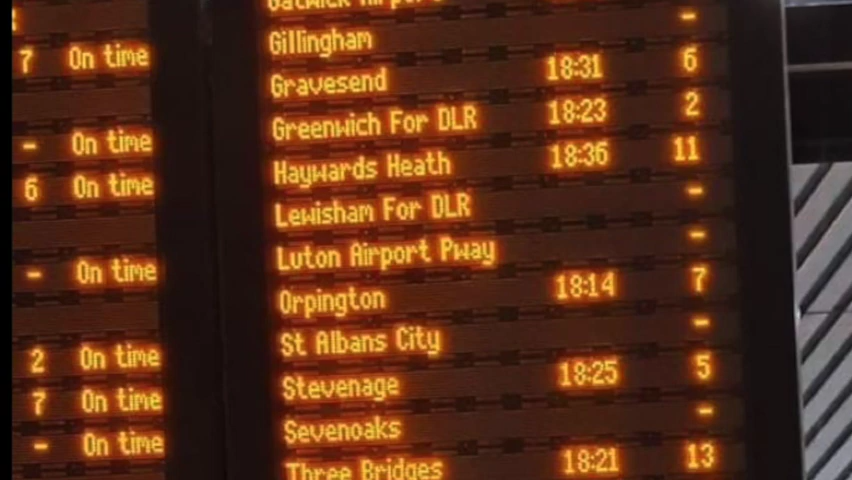 7 On time
- On time
6 On time
- On time
2 On time
7 On time
- On time
Gatwick Airport
Gillingham -
Gravesend 18:31 6
Greenwich For DLR 18:23 2
Haywards Heath 18:36 11
Lewisham For DLR -
Luton Airport Pway -
Orpington 18:14 7
St Albans City -
Stevenage 18:25 5
Sevenoaks -
Three Bridges 18:21 13